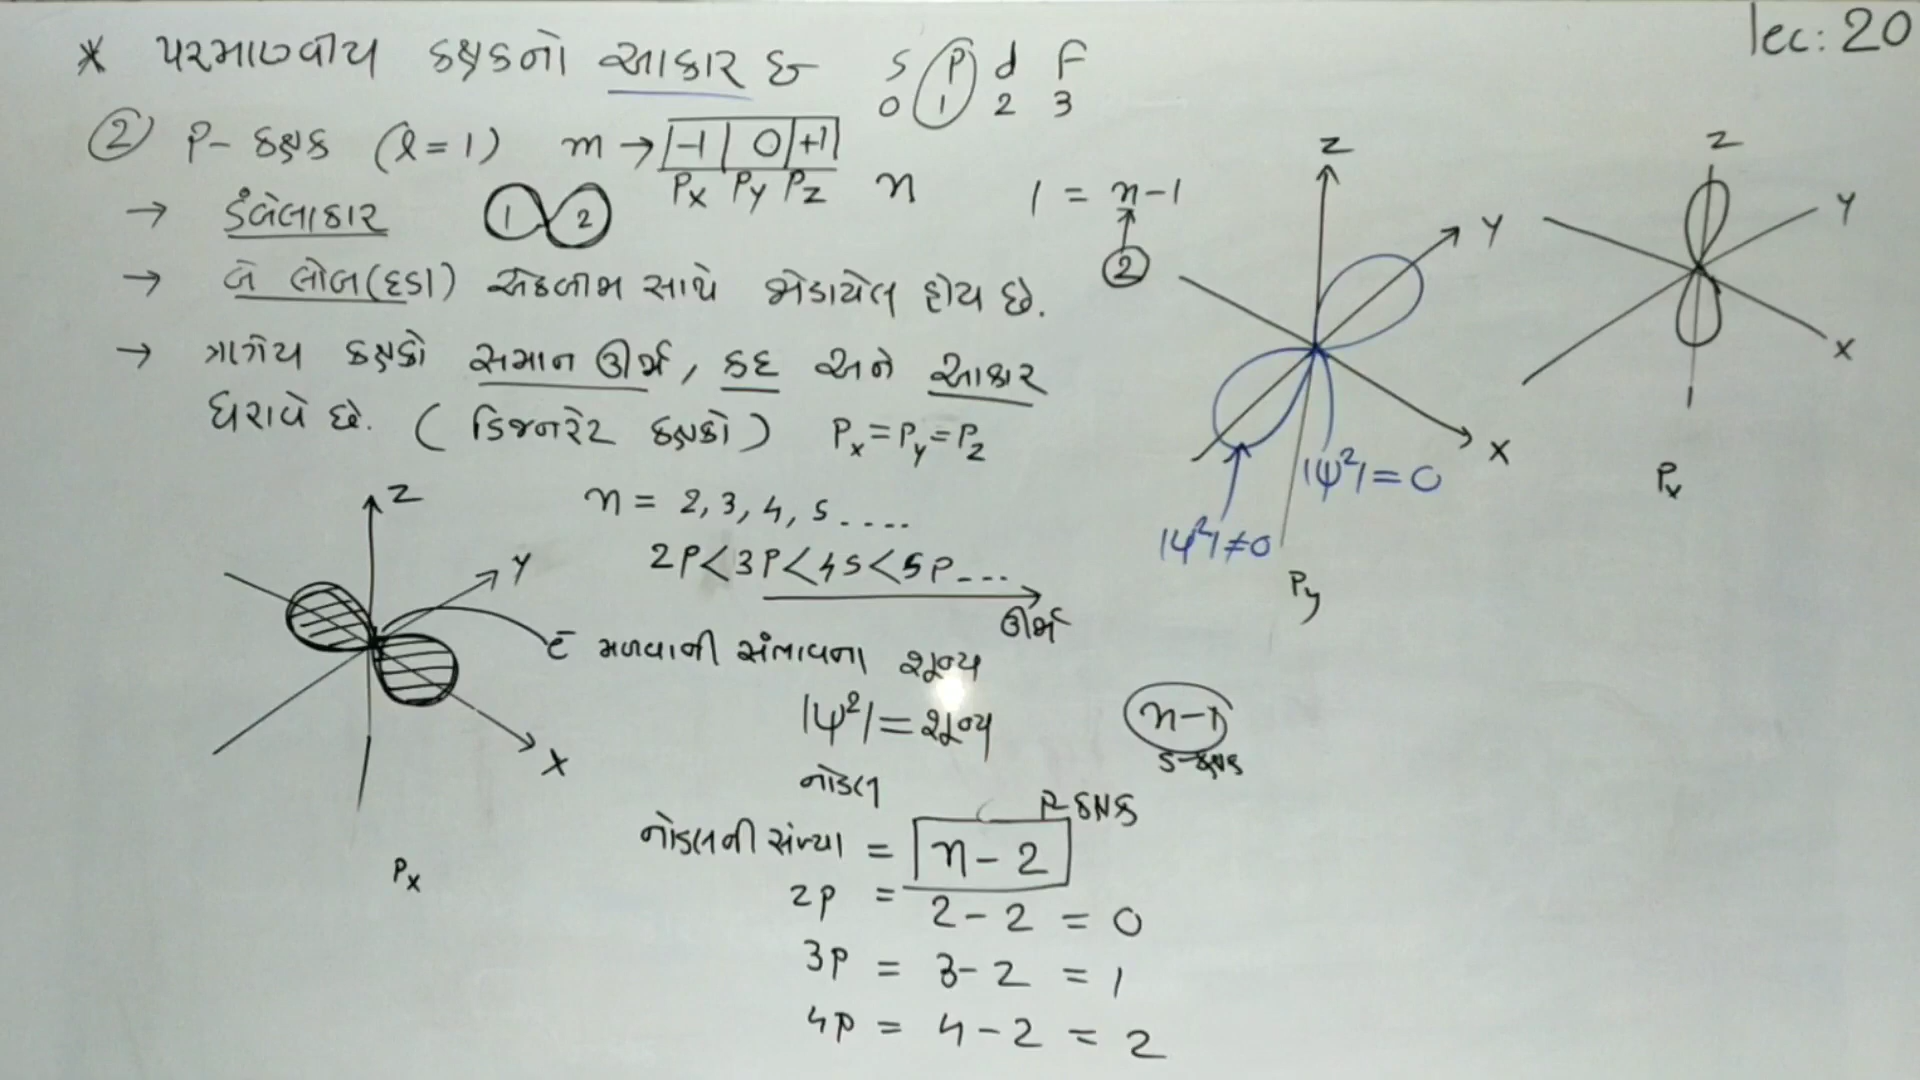 lec: 20
* પરમાણ્વીય કક્ષકનો આકાર છ
s p d f
0 1 2 3
② P- કક્ષક (l = 1) m → -1 0 +1
Px Py Pz n 1 = n-1
②
→ ડંબેલાકાર 1 2
→ બે લોબ(દડા) એકબીજા સાથે જોડાયેલ હોય છે.
→ ત્રણેય કક્ષકો સમાન ઊર્જા, કદ અને આકાર
ધરાવે છે. (ડિજનરેટ કક્ષકો) Px = Py = Pz
n = 2, 3, 4, 5 ....
2P < 3P < 4s < 5P ---
ઊર્જા
Z
Y
X
Px
ē મળવાની સંભાવના શૂન્ય
|ψ²| = શૂન્ય
નોડલ
n-1
s-કક્ષક
P-કક્ષક
નોડલની સંખ્યા = n - 2
2p = 2 - 2 = 0
3p = 3 - 2 = 1
4p = 4 - 2 = 2
Z
Y
X
|ψ²| = 0
|ψ²| ≠ 0
Py
Z
Y
X
Px